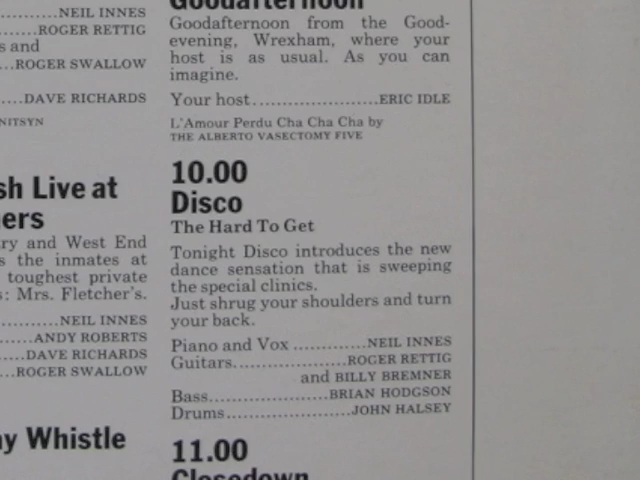 NEIL INNES
ROGER RETTIG
s and
ROGER SWALLOW
DAVE RICHARDS
NITSYN
sh Live at
ners
ry and West End
s the inmates at
toughest private
s: Mrs. Fletcher's.
NEIL INNES
ANDY ROBERTS
DAVE RICHARDS
ROGER SWALLOW
ny Whistle
Goodafternoon
Goodafternoon from the Good-
evening, Wrexham, where your
host is as usual. As you can
imagine.
Your host..................ERIC IDLE
L'Amour Perdu Cha Cha Cha by
THE ALBERTO VASECTOMY FIVE
10.00
Disco
The Hard To Get
Tonight Disco introduces the new
dance sensation that is sweeping
the special clinics.
Just shrug your shoulders and turn
your back.
Piano and Vox ............NEIL INNES
Guitars.................ROGER RETTIG
and BILLY BREMNER
Bass.................BRIAN HODGSON
Drums..................JOHN HALSEY
11.00
Closedown